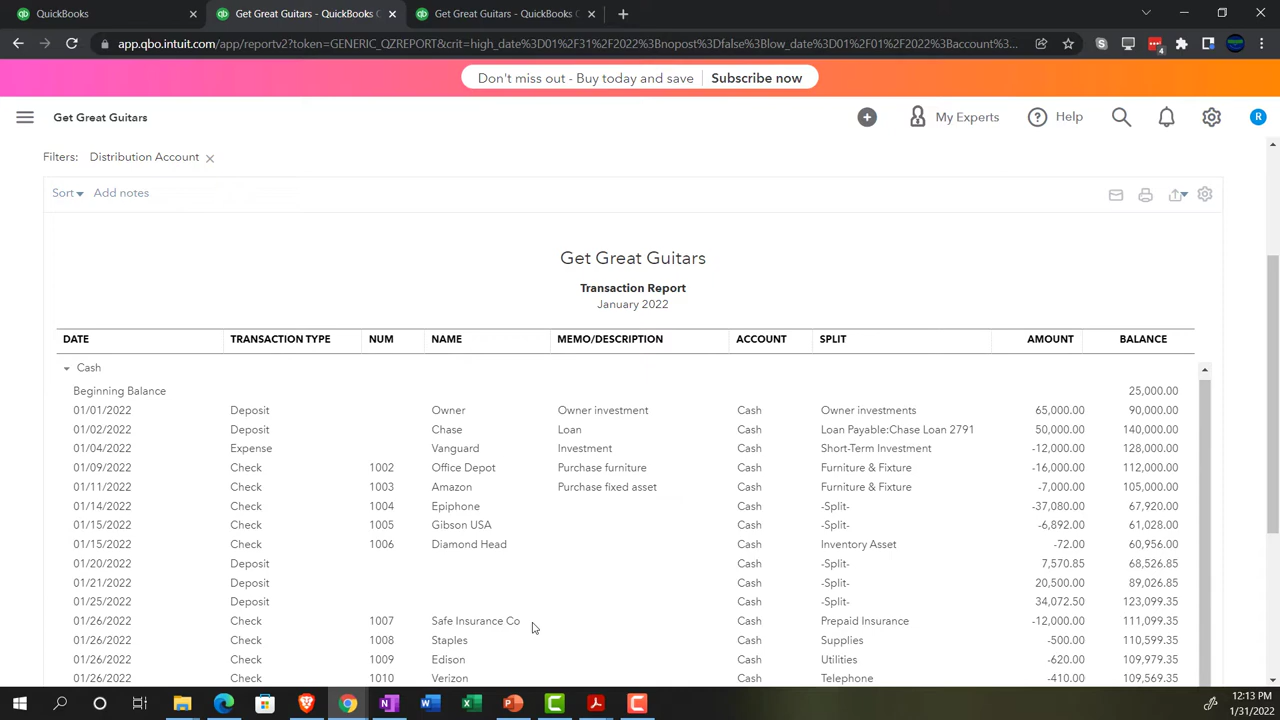 QuickBooks
Get Great Guitars - QuickBooks
Get Great Guitars - QuickBooks
app.qbo.intuit.com/app/reportv2?token=GENERIC_QZREPORT&crit=high_date%3D01%2F31%2F2022%3Bnopost%3Dfalse%3Blow_date%3D01%2F01%2F2022%3Baccount%...
4
Don't miss out - Buy today and save Subscribe now
Get Great Guitars My Experts Help R
Filters: Distribution Account
Sort Add notes
Get Great Guitars
Transaction Report
January 2022
DATE TRANSACTION TYPE NUM NAME MEMO/DESCRIPTION ACCOUNT SPLIT AMOUNT BALANCE
Cash
Beginning Balance 25,000.00
01/01/2022 Deposit Owner Owner investment Cash Owner investments 65,000.00 90,000.00
01/02/2022 Deposit Chase Loan Cash Loan Payable:Chase Loan 2791 50,000.00 140,000.00
01/04/2022 Expense Vanguard Investment Cash Short-Term Investment -12,000.00 128,000.00
01/09/2022 Check 1002 Office Depot Purchase furniture Cash Furniture & Fixture -16,000.00 112,000.00
01/11/2022 Check 1003 Amazon Purchase fixed asset Cash Furniture & Fixture -7,000.00 105,000.00
01/14/2022 Check 1004 Epiphone Cash -Split- -37,080.00 67,920.00
01/15/2022 Check 1005 Gibson USA Cash -Split- -6,892.00 61,028.00
01/15/2022 Check 1006 Diamond Head Cash Inventory Asset -72.00 60,956.00
01/20/2022 Deposit Cash -Split- 7,570.85 68,526.85
01/21/2022 Deposit Cash -Split- 20,500.00 89,026.85
01/25/2022 Deposit Cash -Split- 34,072.50 123,099.35
01/26/2022 Check 1007 Safe Insurance Co Cash Prepaid Insurance -12,000.00 111,099.35
01/26/2022 Check 1008 Staples Cash Supplies -500.00 110,599.35
01/26/2022 Check 1009 Edison Cash Utilities -620.00 109,979.35
01/26/2022 Check 1010 Verizon Cash Telephone -410.00 109,569.35
12:13 PM
1/31/2022